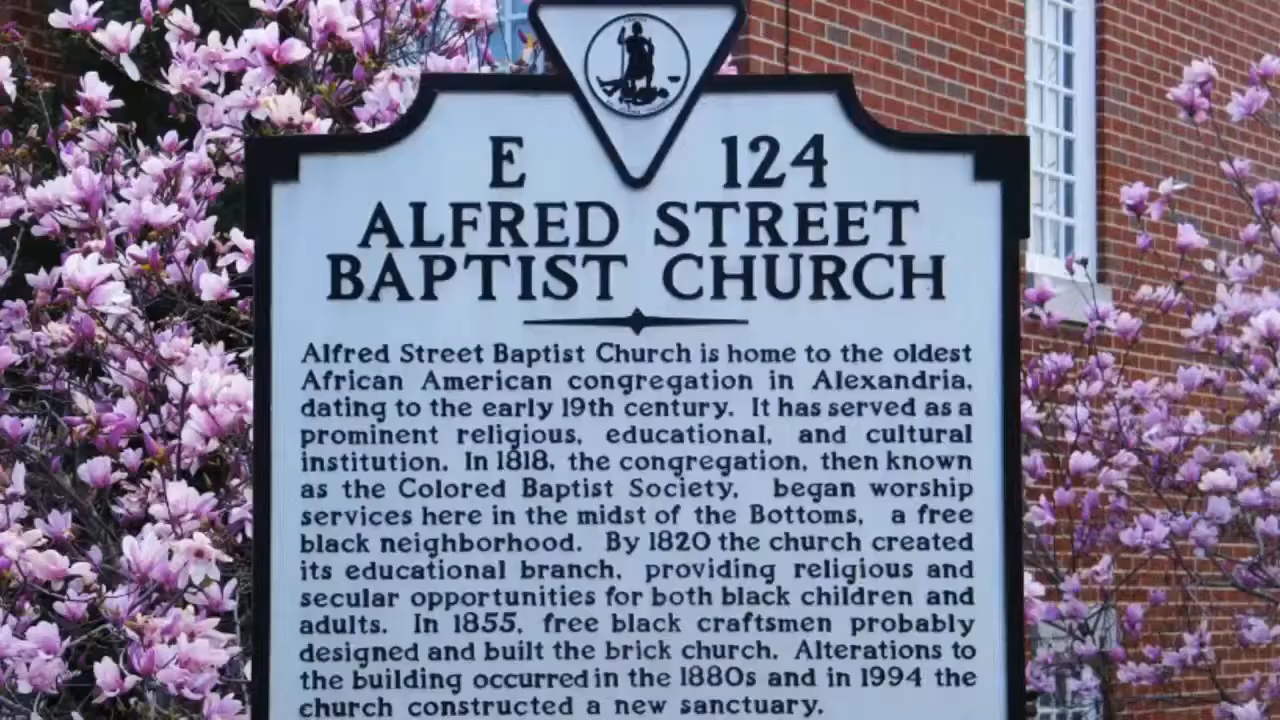 E 124
ALFRED STREET
BAPTIST CHURCH
Alfred Street Baptist Church is home to the oldest
African American congregation in Alexandria,
dating to the early 19th century. It has served as a
prominent religious, educational, and cultural
institution. In 1818, the congregation, then known
as the Colored Baptist Society, began worship
services here in the midst of the Bottoms, a free
black neighborhood. By 1820 the church created
its educational branch, providing religious and
secular opportunities for both black children and
adults. In 1855, free black craftsmen probably
designed and built the brick church. Alterations to
the building occurred in the 1880s and in 1994 the
church constructed a new sanctuary.